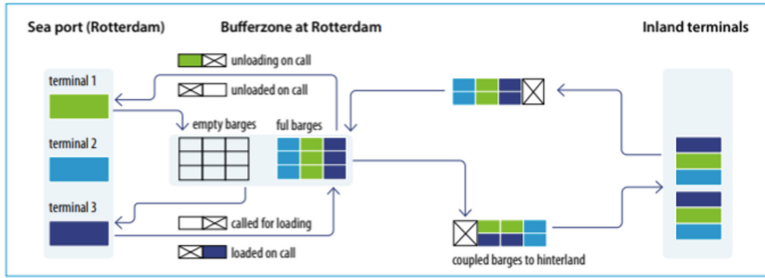 Sea port (Rotterdam)
Bufferzone at Rotterdam
Inland terminals
unloading on call
terminal 1
unloaded on call
empty barges
ful barges
terminal 2
terminal 3
called for loading
loaded on call
coupled barges to hinterland